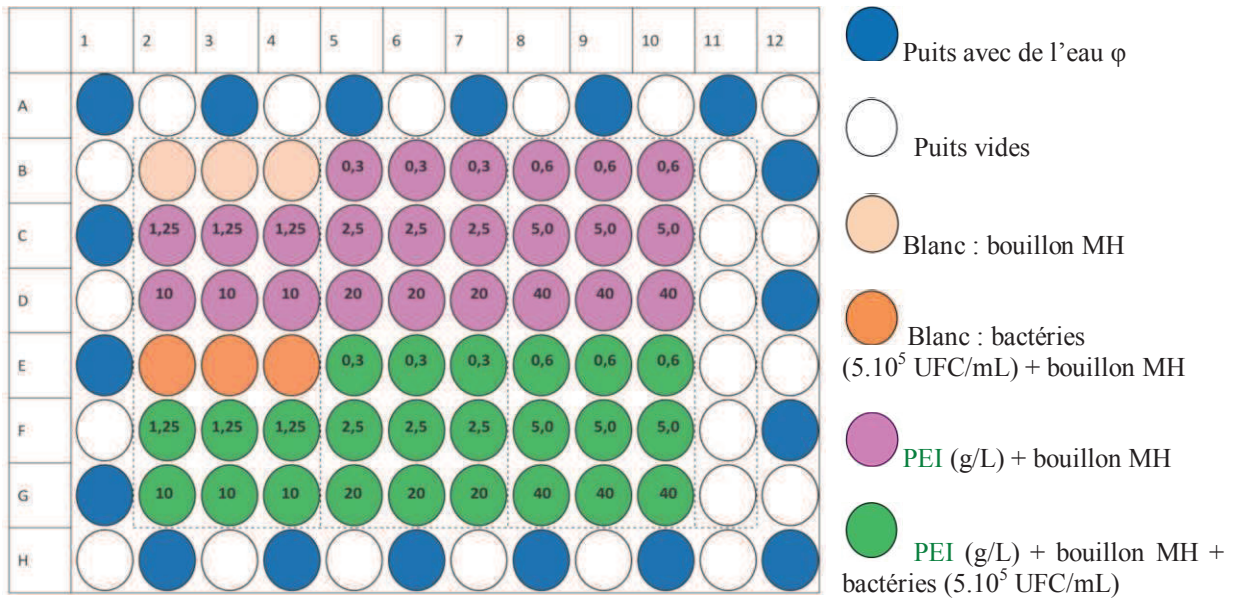 1 2 3 4 5 6 7 8 9 10 11 12
A
B 0,3 0,3 0,3 0,6 0,6 0,6
C 1,25 1,25 1,25 2,5 2,5 2,5 5,0 5,0 5,0
D 10 10 10 20 20 20 40 40 40
E 0,3 0,3 0,3 0,6 0,6 0,6
F 1,25 1,25 1,25 2,5 2,5 2,5 5,0 5,0 5,0
G 10 10 10 20 20 20 40 40 40
H
Puits avec de l’eau φ
Puits vides
Blanc : bouillon MH
Blanc : bactéries
(5.10⁵ UFC/mL) + bouillon MH
PEI (g/L) + bouillon MH
PEI (g/L) + bouillon MH +
bactéries (5.10⁵ UFC/mL)